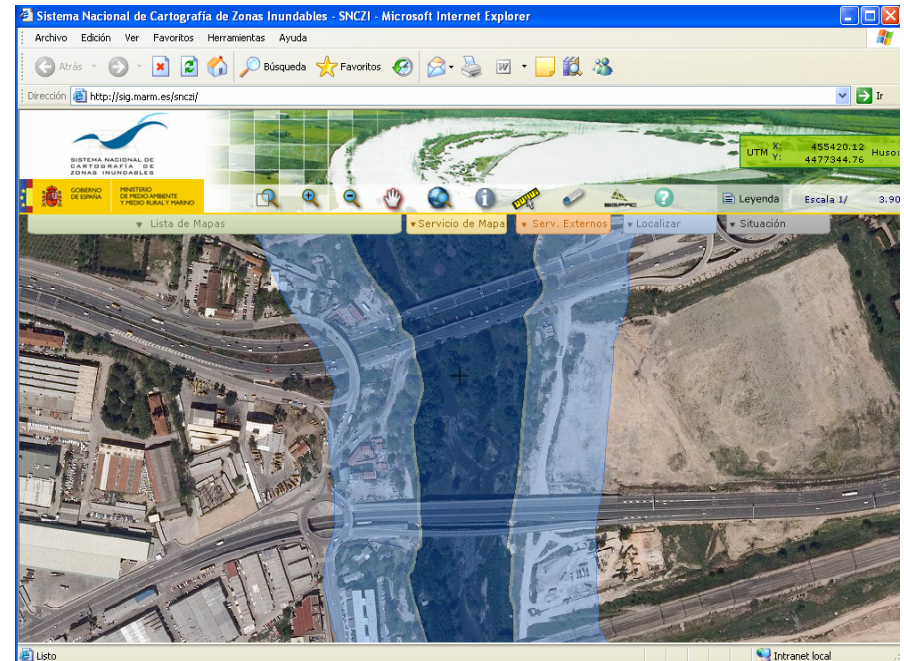 Sistema Nacional de Cartografía de Zonas Inundables - SNCZI - Microsoft Internet Explorer
Archivo Edición Ver Favoritos Herramientas Ayuda
Atrás Búsqueda Favoritos
Dirección http://sig.marm.es/snczi/ Ir
SISTEMA NACIONAL DE
CARTOGRAFÍA DE
ZONAS INUNDABLES
UTM X: 455420.12 Huso:
Y: 4477344.76
GOBIERNO DE ESPAÑA
MINISTERIO
DE MEDIO AMBIENTE
Y MEDIO RURAL Y MARINO
SIGPAC
Leyenda Escala 1/ 3.90
Lista de Mapas Servicio de Mapa Serv. Externos Localizar Situación
Listo Intranet local